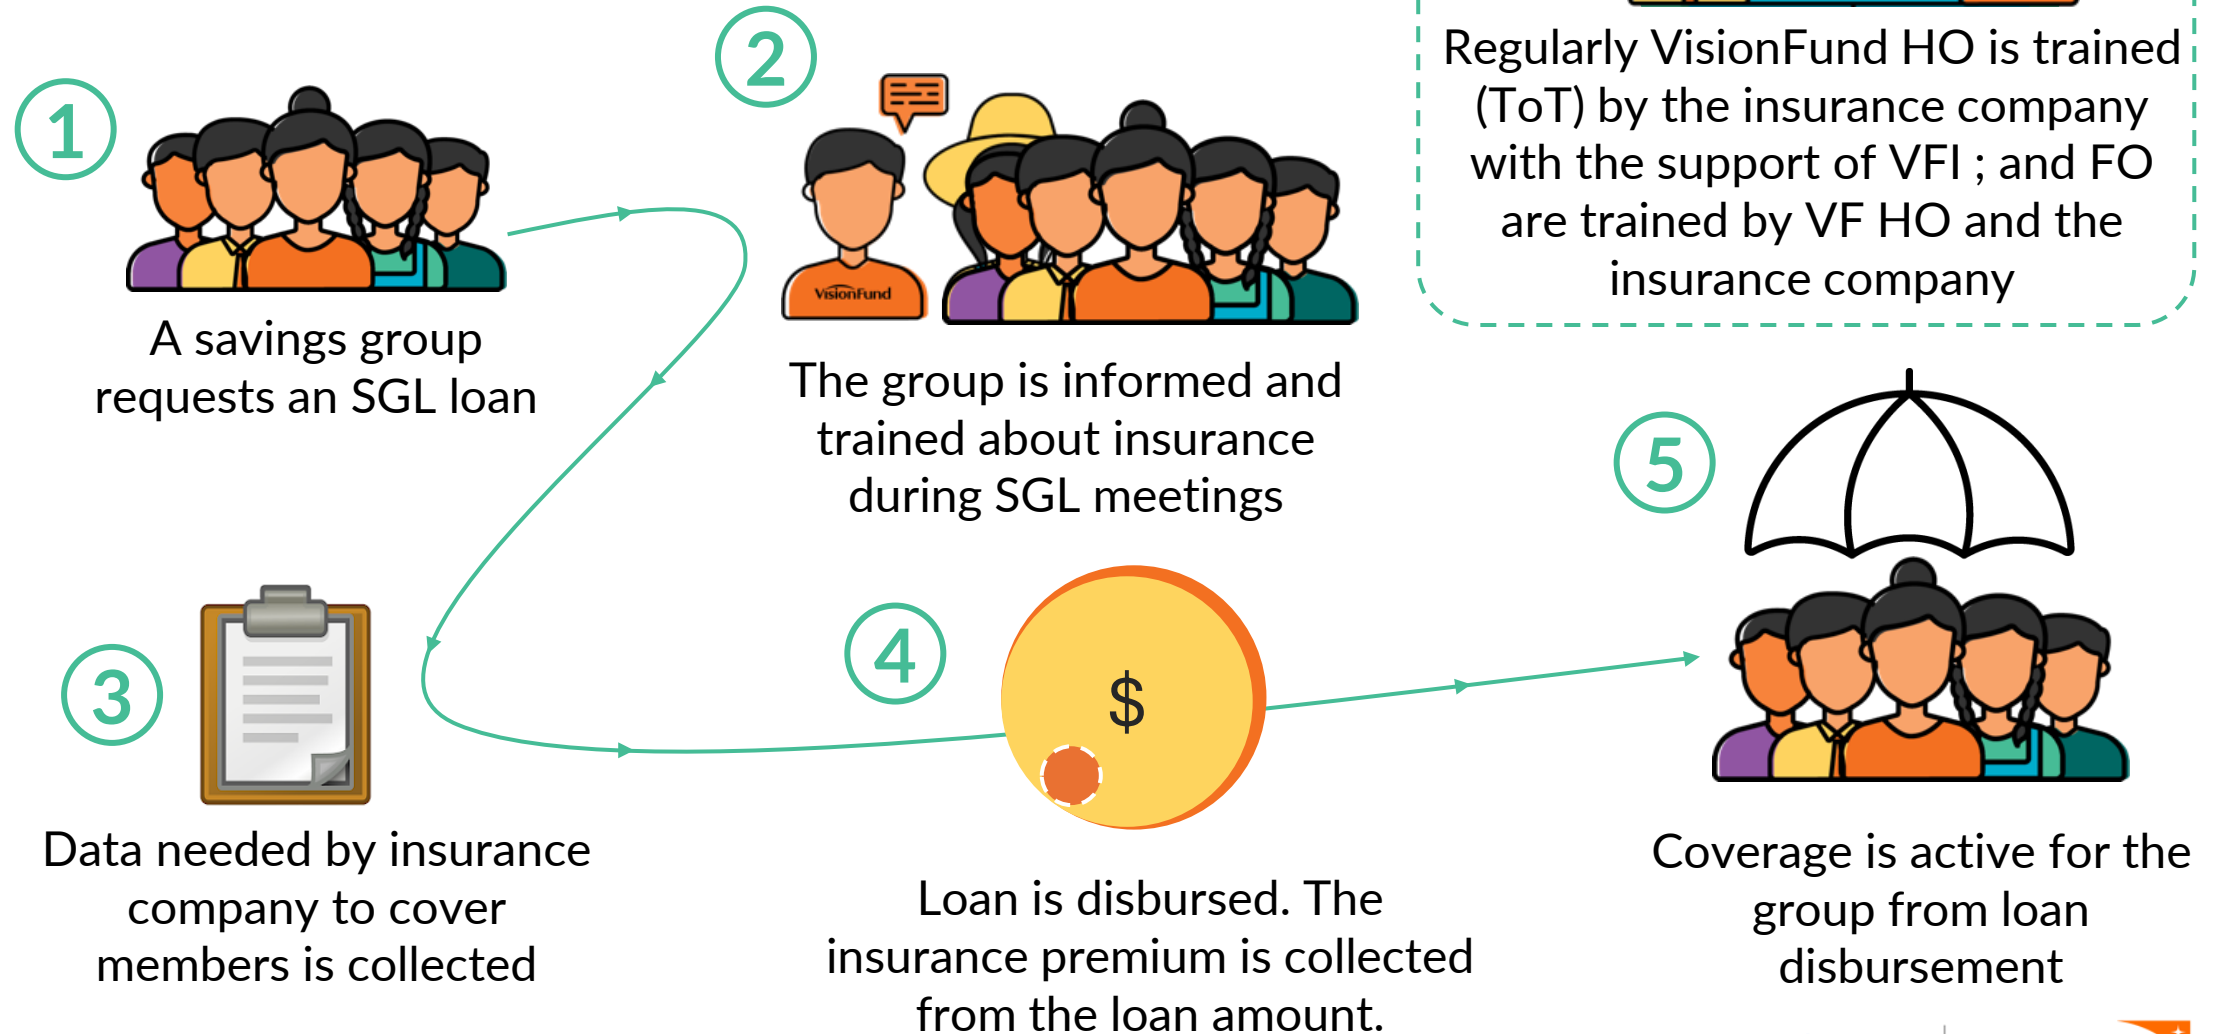 1
A savings group
requests an SGL loan
2
VisionFund
The group is informed and
trained about insurance
during SGL meetings
Regularly VisionFund HO is trained
(ToT) by the insurance company
with the support of VFI ; and FO
are trained by VF HO and the
insurance company
3
Data needed by insurance
company to cover
members is collected
4
$
Loan is disbursed. The
insurance premium is collected
from the loan amount.
5
Coverage is active for the
group from loan
disbursement